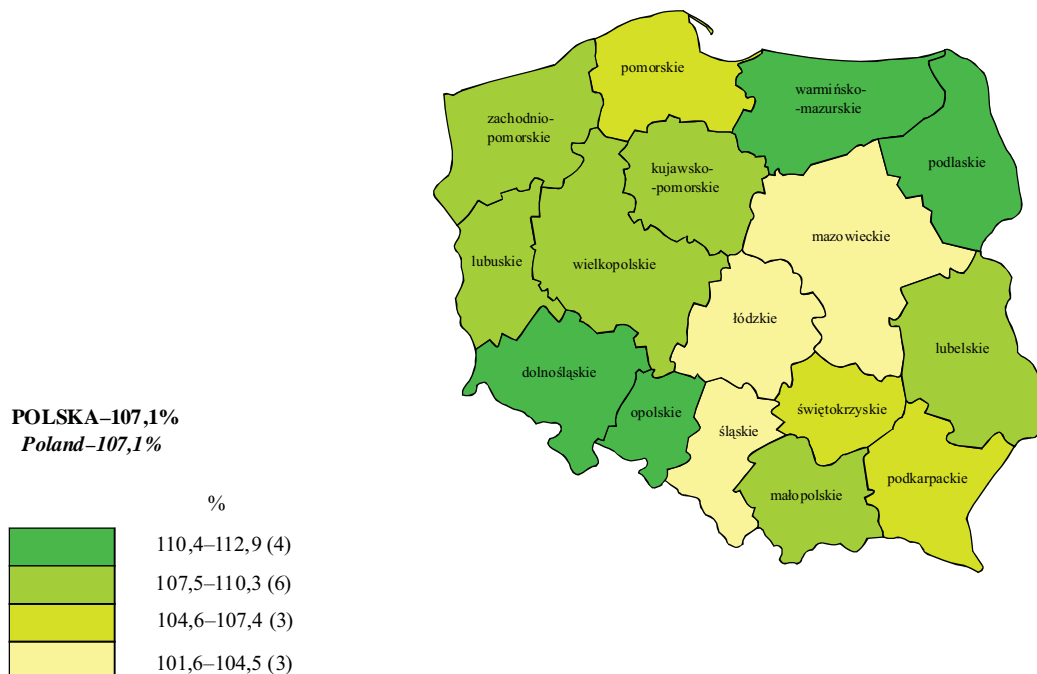 pomorskie
warmińsko-
-mazurskie
zachodnio-
pomorskie
podlaskie
kujawsko-
-pomorskie
mazowieckie
lubuskie
wielkopolskie
łódzkie
lubelskie
dolnośląskie
opolskie
świętokrzyskie
śląskie
podkarpackie
małopolskie
POLSKA–107,1%
Poland–107,1%
%
110,4–112,9 (4)
107,5–110,3 (6)
104,6–107,4 (3)
101,6–104,5 (3)